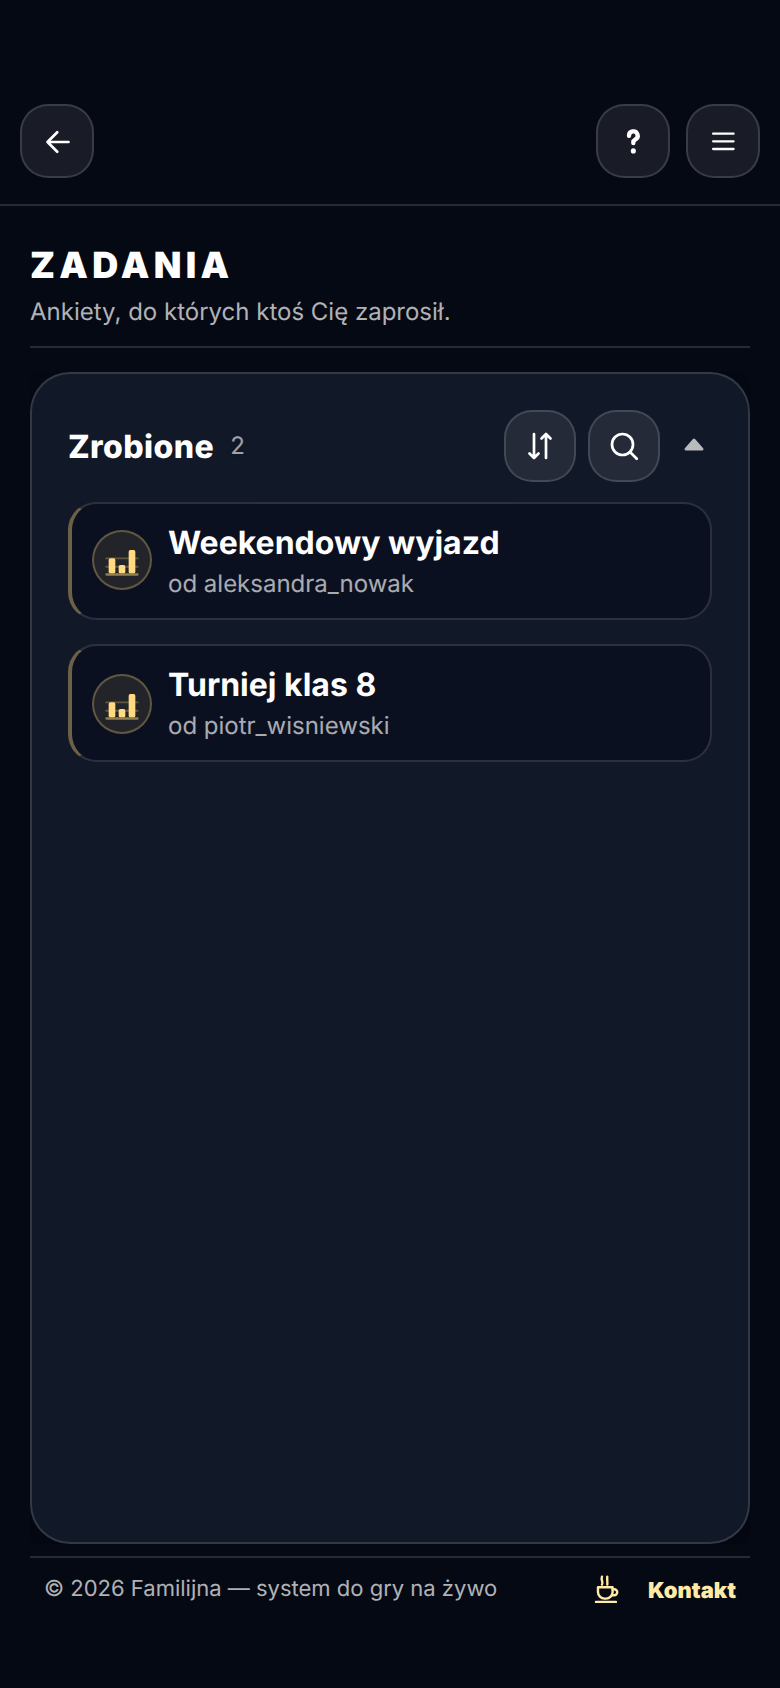 ZADANIA
Ankiety, do których ktoś Cię zaprosił.
Zrobione 2
Weekendowy wyjazd
od aleksandra_nowak
Turniej klas 8
od piotr_wisniewski
© 2026 Familijna — system do gry na żywo Kontakt